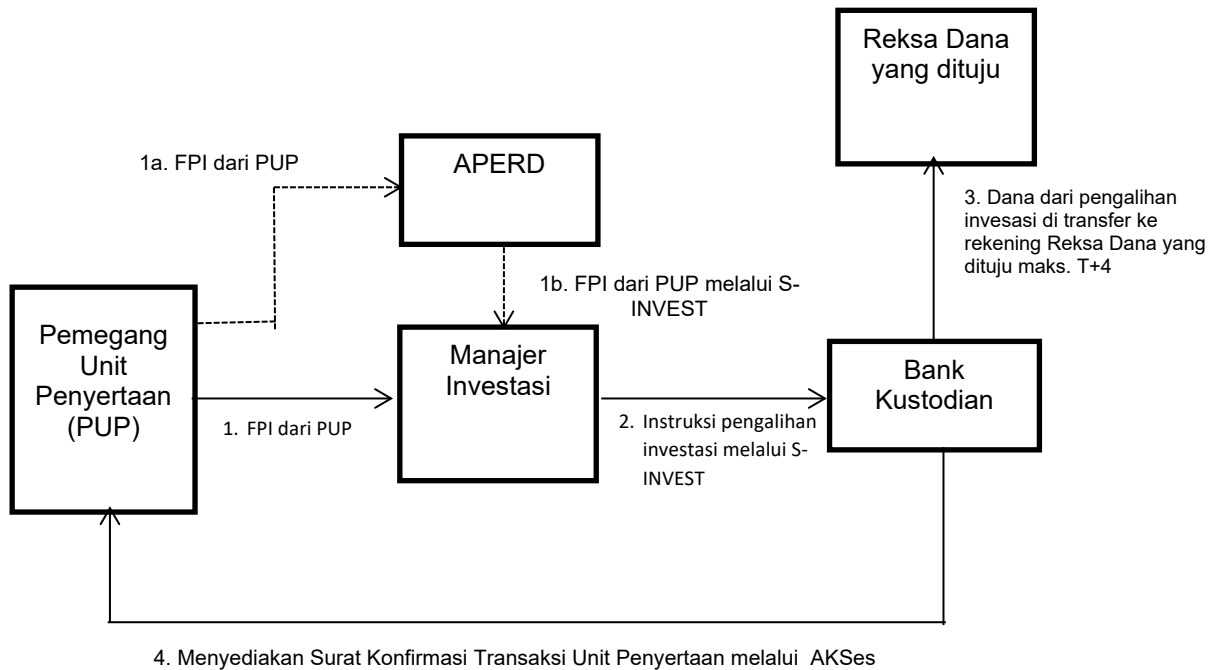 Reksa Dana
yang dituju
1a. FPI dari PUP
APERD
3. Dana dari pengalihan
invesasi di transfer ke
rekening Reksa Dana yang
dituju maks. T+4
1b. FPI dari PUP melalui S-
INVEST
Pemegang
Unit
Penyertaan
(PUP)
Manajer
Investasi
Bank
Kustodian
1. FPI dari PUP
2. Instruksi pengalihan
investasi melalui S-
INVEST
4. Menyediakan Surat Konfirmasi Transaksi Unit Penyertaan melalui AKSes